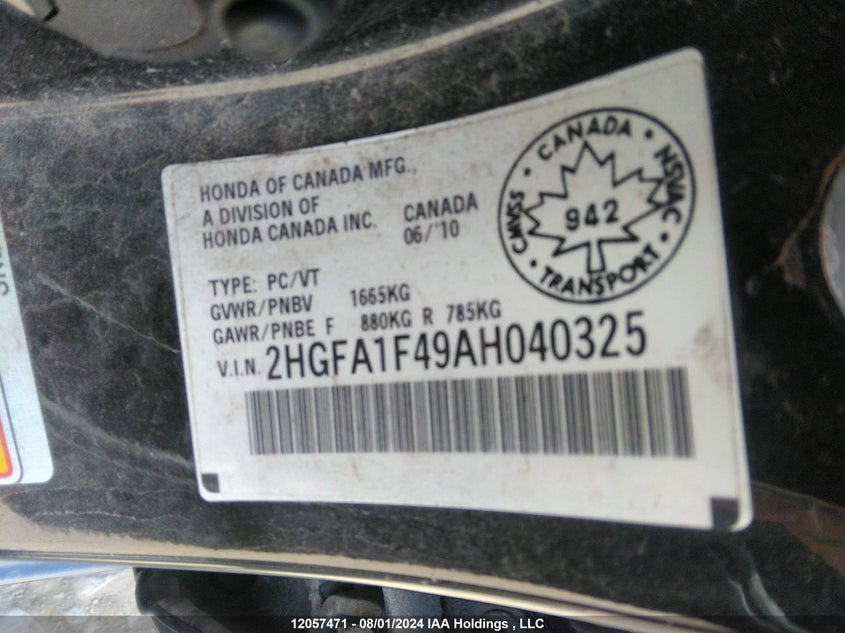 HONDA OF CANADA MFG.,
A DIVISION OF
HONDA CANADA INC.
CANADA
06/'10
TYPE: PC/VT
GVWR/PNBV 1665KG
GAWR/PNBE F 880KG R 785KG
V.I.N. 2HGFA1F49AH040325
• CANADA •
NSVAC
• TRANSPORT •
CMVSS
942
12057471 - 08/01/2024 IAA Holdings , LLC